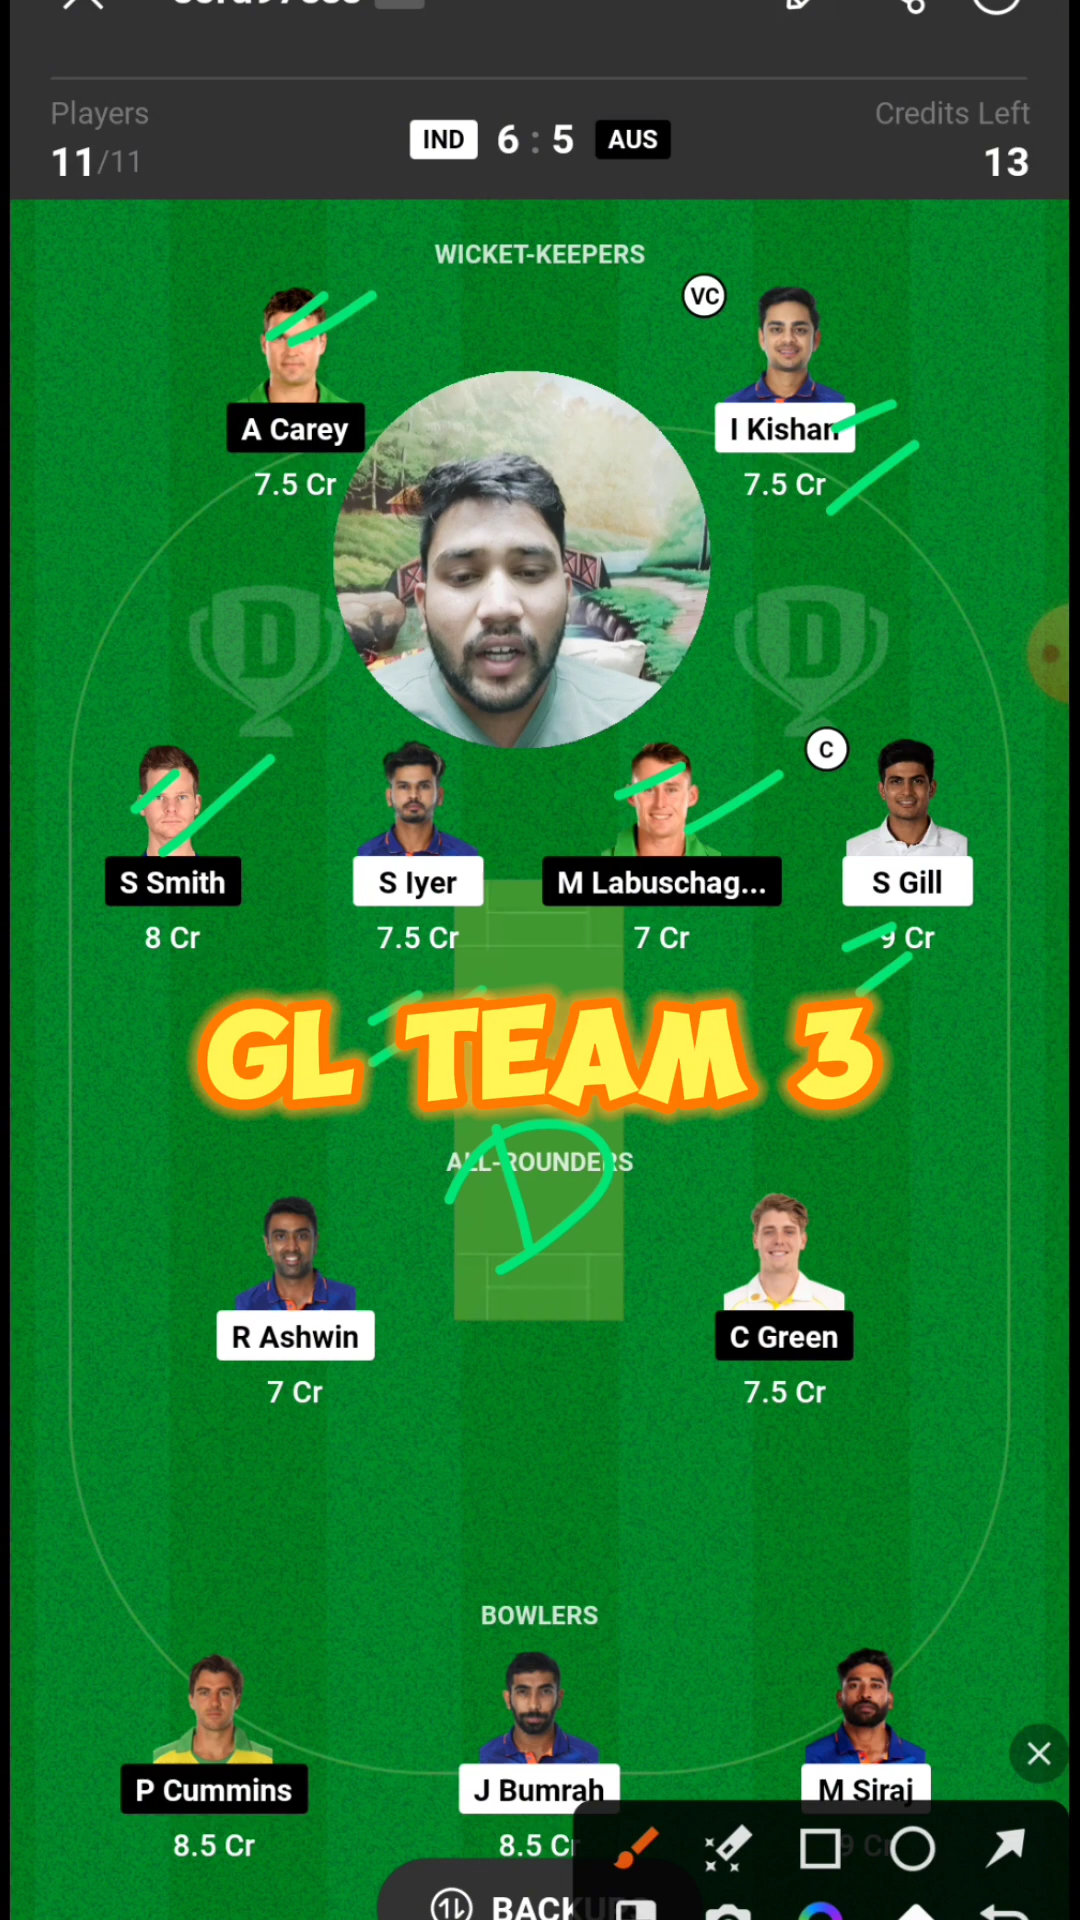 Players
Credits Left
11/11
IND 6 : 5 AUS
13
WICKET-KEEPERS
VC
A Carey
I Kishan
7.5 Cr
7.5 Cr
D
D
C
S Smith
S Iyer
M Labuschag...
S Gill
8 Cr
7.5 Cr
7 Cr
9 Cr
GL TEAM 3
ALL-ROUNDERS
D
R Ashwin
C Green
7 Cr
7.5 Cr
BOWLERS
P Cummins
J Bumrah
M Siraj
8.5 Cr
8.5 Cr
9 Cr